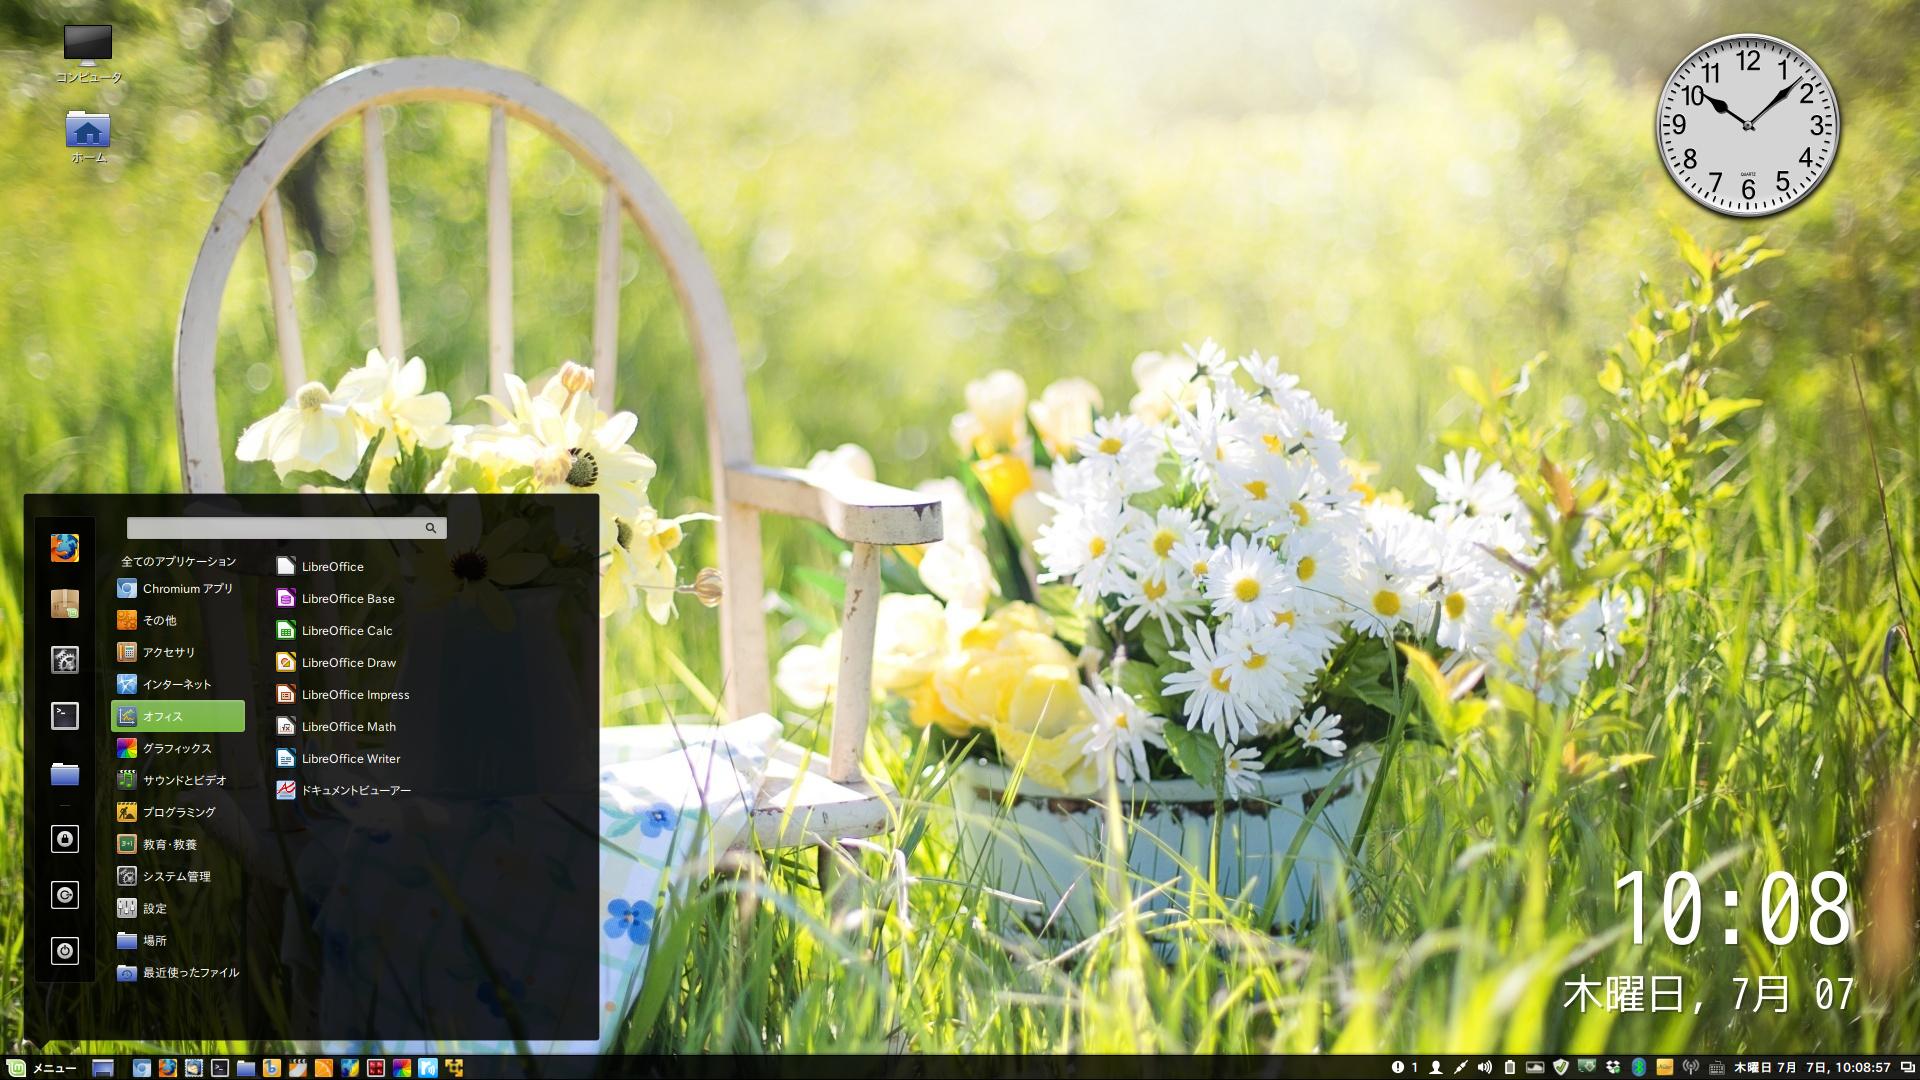 コンピュータ
ホーム
12
11 1
10 2
9 3
8 4
7 5
6
QUARTZ
全てのアプリケーション
Chromium アプリ
その他
アクセサリ
インターネット
オフィス
グラフィックス
サウンドとビデオ
プログラミング
教育・教養
システム管理
設定
場所
最近使ったファイル
LibreOffice
LibreOffice Base
LibreOffice Calc
LibreOffice Draw
LibreOffice Impress
LibreOffice Math
LibreOffice Writer
ドキュメントビューアー
10:08
木曜日, 7月 07
メニュー
1
木曜日 7月 7日, 10:08:57